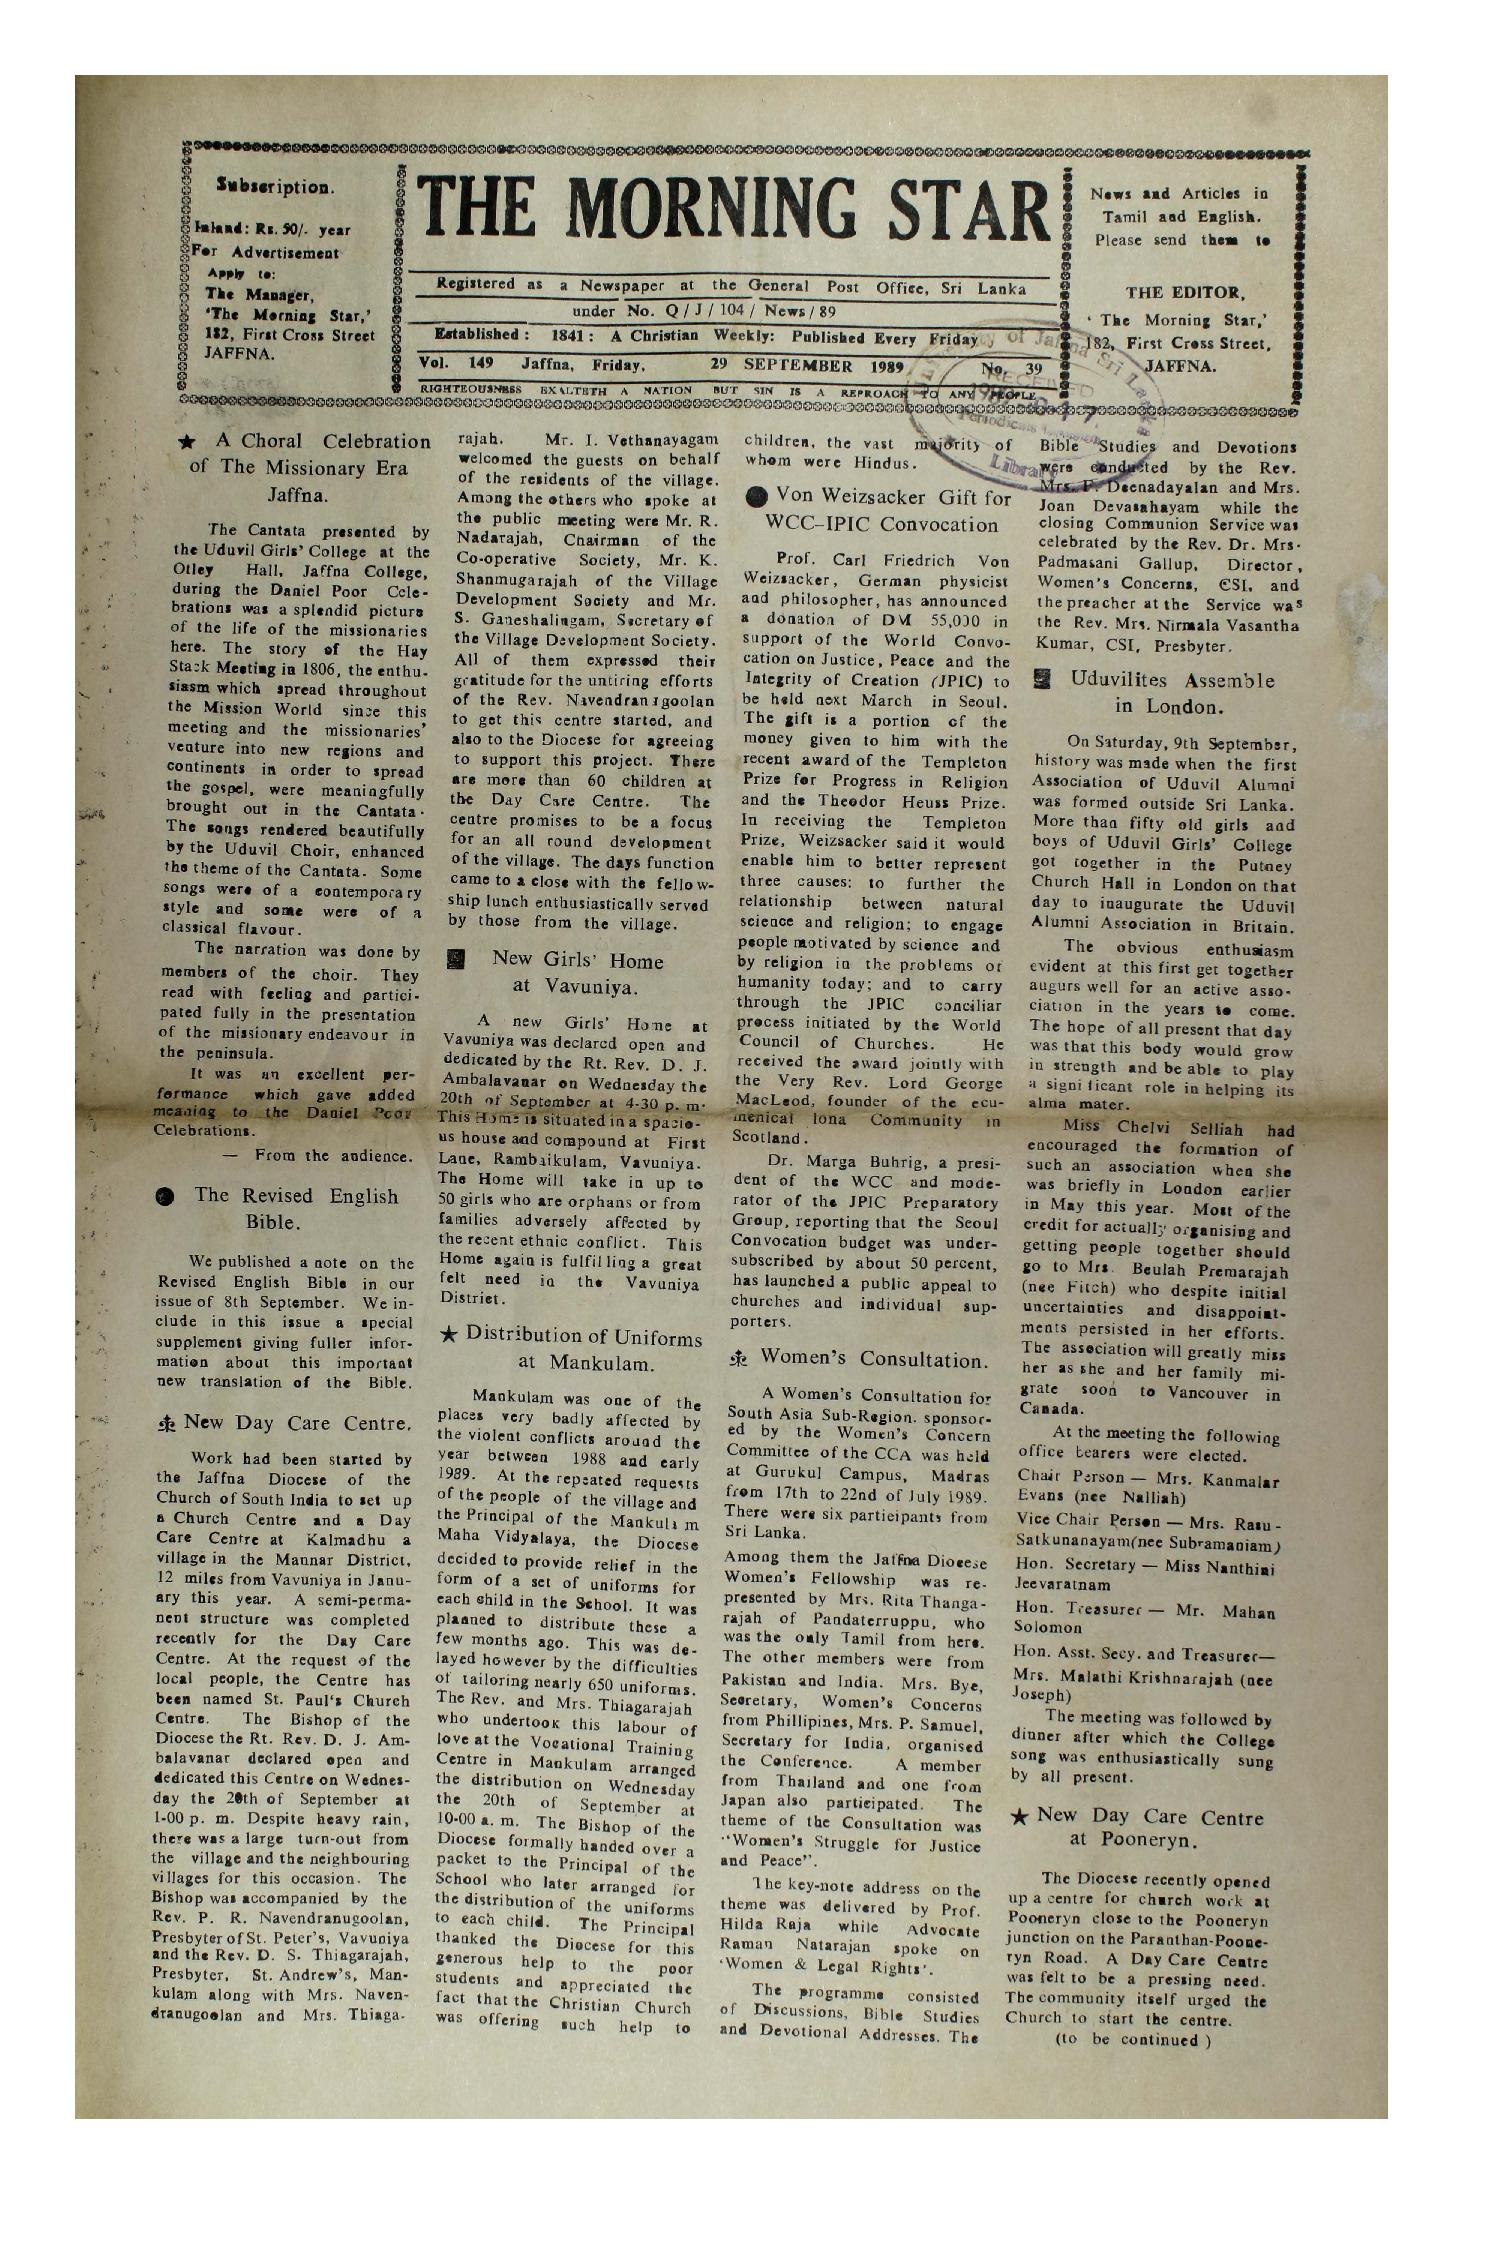 Subscription.
Inland: Rs. 50/- year
For Advertisement
Apply to:
The Manager,
'The Morning Star,'
182, First Cross Street
JAFFNA.
THE MORNING STAR
Registered as a Newspaper at the General Post Office, Sri Lanka
under No. Q / J / 104 / News / 89
Established : 1841 : A Christian Weekly: Published Every Friday
Vol. 149 Jaffna, Friday, 29 SEPTEMBER 1989 No. 39
RIGHTEOUSNESS EXALTETH A NATION BUT SIN IS A REPROACH TO ANY PEOPLE
News and Articles in
Tamil and English.
Please send them to
THE EDITOR,
' The Morning Star,'
182, First Cross Street,
JAFFNA.
★ A Choral Celebration
of The Missionary Era
Jaffna.
The Cantata presented by
the Uduvil Girls' College at the
Otley Hall, Jaffna College,
during the Daniel Poor Cele-
brations was a splendid picture
of the life of the missionaries
here. The story of the Hay
Stack Meeting in 1806, the enthu-
siasm which spread throughout
the Mission World since this
meeting and the missionaries'
venture into new regions and
continents in order to spread
the gospel, were meaningfully
brought out in the Cantata.
The songs rendered beautifully
by the Uduvil Choir, enhanced
the theme of the Cantata. Some
songs were of a contemporary
style and some were of a
classical flavour.
The narration was done by
members of the choir. They
read with feeling and partici-
pated fully in the presentation
of the missionary endeavour in
the peninsula.
It was an excellent per-
formance which gave added
meaning to the Daniel Poor
Celebrations.
— From the audience.
● The Revised English
Bible.
We published a note on the
Revised English Bible in our
issue of 8th September. We in-
clude in this issue a special
supplement giving fuller infor-
mation about this important
new translation of the Bible.
New Day Care Centre.
Work had been started by
the Jaffna Diocese of the
Church of South India to set up
a Church Centre and a Day
Care Centre at Kalmadhu a
village in the Mannar District,
12 miles from Vavuniya in Janu-
ary this year. A semi-perma-
nent structure was completed
recently for the Day Care
Centre. At the request of the
local people, the Centre has
been named St. Paul's Church
Centre. The Bishop of the
Diocese the Rt. Rev. D. J. Am-
balavanar declared open and
dedicated this Centre on Wednes-
day the 20th of September at
1-00 p. m. Despite heavy rain,
there was a large turn-out from
the village and the neighbouring
villages for this occasion. The
Bishop was accompanied by the
Rev. P. R. Navendranugoolan,
Presbyter of St. Peter's, Vavuniya
and the Rev. D. S. Thiagarajah,
Presbyter, St. Andrew's, Man-
kulam along with Mrs. Naven-
dranugoolan and Mrs. Thiaga-
rajah. Mr. I. Vethanayagam
welcomed the guests on behalf
of the residents of the village.
Among the others who spoke at
the public meeting were Mr. R.
Nadarajah, Chairman of the
Co-operative Society, Mr. K.
Shanmugarajah of the Village
Development Society and Mr.
S. Ganeshalingam, Secretary of
the Village Development Society.
All of them expressed their
gratitude for the untiring efforts
of the Rev. Navendranugoolan
to get this centre started, and
also to the Diocese for agreeing
to support this project. There
are more than 60 children at
the Day Care Centre. The
centre promises to be a focus
for an all round development
of the village. The days function
came to a close with the fellow-
ship lunch enthusiastically served
by those from the village.
New Girls' Home
at Vavuniya.
A new Girls' Home at
Vavuniya was declared open and
dedicated by the Rt. Rev. D. J.
Ambalavanar on Wednesday the
20th of September at 4-30 p. m.
This Home is situated in a spacio-
us house and compound at First
Lane, Rambaikulam, Vavuniya.
The Home will take in up to
50 girls who are orphans or from
families adversely affected by
the recent ethnic conflict. This
Home again is fulfilling a great
felt need in the Vavuniya
District.
★ Distribution of Uniforms
at Mankulam.
Mankulam was one of the
places very badly affected by
the violent conflicts around the
year between 1988 and early
1989. At the repeated requests
of the people of the village and
the Principal of the Mankulam
Maha Vidyalaya, the Diocese
decided to provide relief in the
form of a set of uniforms for
each child in the School. It was
planned to distribute these a
few months ago. This was de-
layed however by the difficulties
of tailoring nearly 650 uniforms.
The Rev. and Mrs. Thiagarajah
who undertook this labour of
love at the Vocational Training
Centre in Mankulam arranged
the distribution on Wednesday
the 20th of September at
10-00 a. m. The Bishop of the
Diocese formally handed over a
packet to the Principal of the
School who later arranged for
the distribution of the uniforms
to each child. The Principal
thanked the Diocese for this
generous help to the poor
students and appreciated the
fact that the Christian Church
was offering such help to
children, the vast majority of
whom were Hindus.
● Von Weizsacker Gift for
WCC–IPIC Convocation
Prof. Carl Friedrich Von
Weizsacker, German physicist
and philosopher, has announced
a donation of DM 55,000 in
support of the World Convo-
cation on Justice, Peace and the
Integrity of Creation (JPIC) to
be held next March in Seoul.
The gift is a portion of the
money given to him with the
recent award of the Templeton
Prize for Progress in Religion
and the Theodor Heuss Prize.
In receiving the Templeton
Prize, Weizsacker said it would
enable him to better represent
three causes: to further the
relationship between natural
science and religion; to engage
people motivated by science and
by religion in the problems of
humanity today; and to carry
through the JPIC conciliar
process initiated by the World
Council of Churches. He
received the award jointly with
the Very Rev. Lord George
MacLeod, founder of the ecu-
menical Iona Community in
Scotland.
Dr. Marga Buhrig, a presi-
dent of the WCC and mode-
rator of the JPIC Preparatory
Group, reporting that the Seoul
Convocation budget was under-
subscribed by about 50 percent,
has launched a public appeal to
churches and individual sup-
porters.
Women's Consultation.
A Women's Consultation for
South Asia Sub-Region. sponsor-
ed by the Women's Concern
Committee of the CCA was held
at Gurukul Campus, Madras
from 17th to 22nd of July 1989.
There were six participants from
Sri Lanka.
Among them the Jaffna Diocese
Women's Fellowship was re-
presented by Mrs. Rita Thanga-
rajah of Pandaterruppu, who
was the only Tamil from here.
The other members were from
Pakistan and India. Mrs. Bye,
Secretary, Women's Concerns
from Phillipines, Mrs. P. Samuel,
Secretary for India, organised
the Conference. A member
from Thailand and one from
Japan also participated. The
theme of the Consultation was
"Women's Struggle for Justice
and Peace".
The key-note address on the
theme was delivered by Prof.
Hilda Raja while Advocate
Raman Natarajan spoke on
'Women & Legal Rights'.
The programme consisted
of Discussions, Bible Studies
and Devotional Addresses. The
Bible Studies and Devotions
were conducted by the Rev.
Mrs. P. Deenadayalan and Mrs.
Joan Devasahayam while the
closing Communion Service was
celebrated by the Rev. Dr. Mrs.
Padmasani Gallup, Director,
Women's Concerns, CSI, and
the preacher at the Service was
the Rev. Mrs. Nirmala Vasantha
Kumar, CSI, Presbyter.
Uduvilites Assemble
in London.
On Saturday, 9th September,
history was made when the first
Association of Uduvil Alumni
was formed outside Sri Lanka.
More than fifty old girls and
boys of Uduvil Girls' College
got together in the Putney
Church Hall in London on that
day to inaugurate the Uduvil
Alumni Association in Britain.
The obvious enthusiasm
evident at this first get together
augurs well for an active asso-
ciation in the years to come.
The hope of all present that day
was that this body would grow
in strength and be able to play
a significant role in helping its
alma mater.
Miss Chelvi Selliah had
encouraged the formation of
such an association when she
was briefly in London earlier
in May this year. Most of the
credit for actually organising and
getting people together should
go to Mrs. Beulah Premarajah
(nee Fitch) who despite initial
uncertainties and disappoint-
ments persisted in her efforts.
The association will greatly miss
her as she and her family mi-
grate soon to Vancouver in
Canada.
At the meeting the following
office bearers were elected.
Chair Person — Mrs. Kanmalar
Evans (nee Nalliah)
Vice Chair Person — Mrs. Rasu-
Satkunanayam(nee Subramaniam)
Hon. Secretary — Miss Nanthini
Jeevaratnam
Hon. Treasurer — Mr. Mahan
Solomon
Hon. Asst. Secy. and Treasurer—
Mrs. Malathi Krishnarajah (nee
Joseph)
The meeting was followed by
dinner after which the College
song was enthusiastically sung
by all present.
★ New Day Care Centre
at Pooneryn.
The Diocese recently opened
up a centre for church work at
Pooneryn close to the Pooneryn
junction on the Paranthan-Poone-
ryn Road. A Day Care Centre
was felt to be a pressing need.
The community itself urged the
Church to start the centre.
(to be continued )